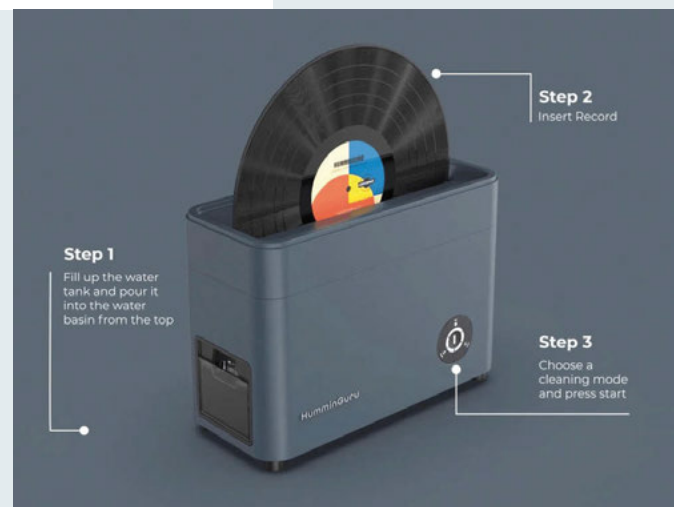 Step 2
Insert Record
Step 1
Fill up the water
tank and pour it
into the water
basin from the top
Step 3
Choose a
cleaning mode
and press start
HumminGuru